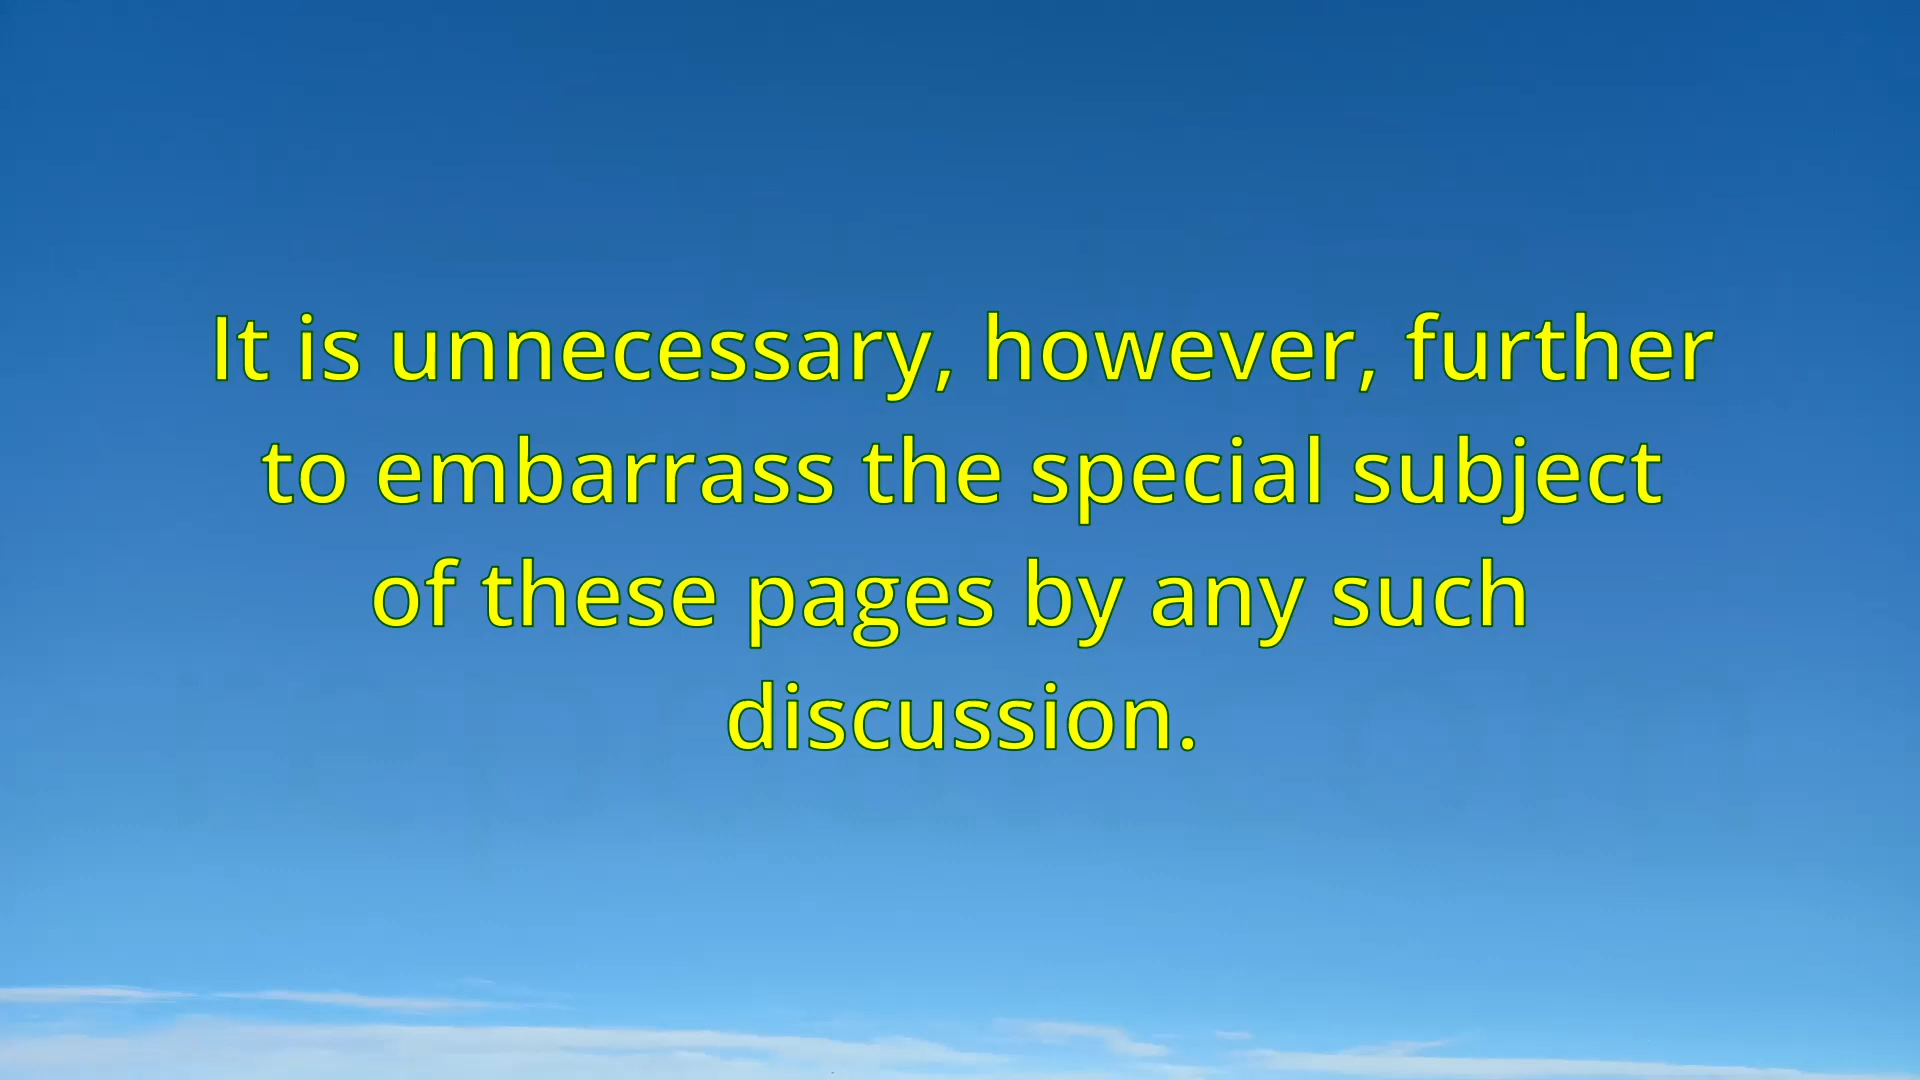 It is unnecessary, however, further
to embarrass the special subject
of these pages by any such
discussion.